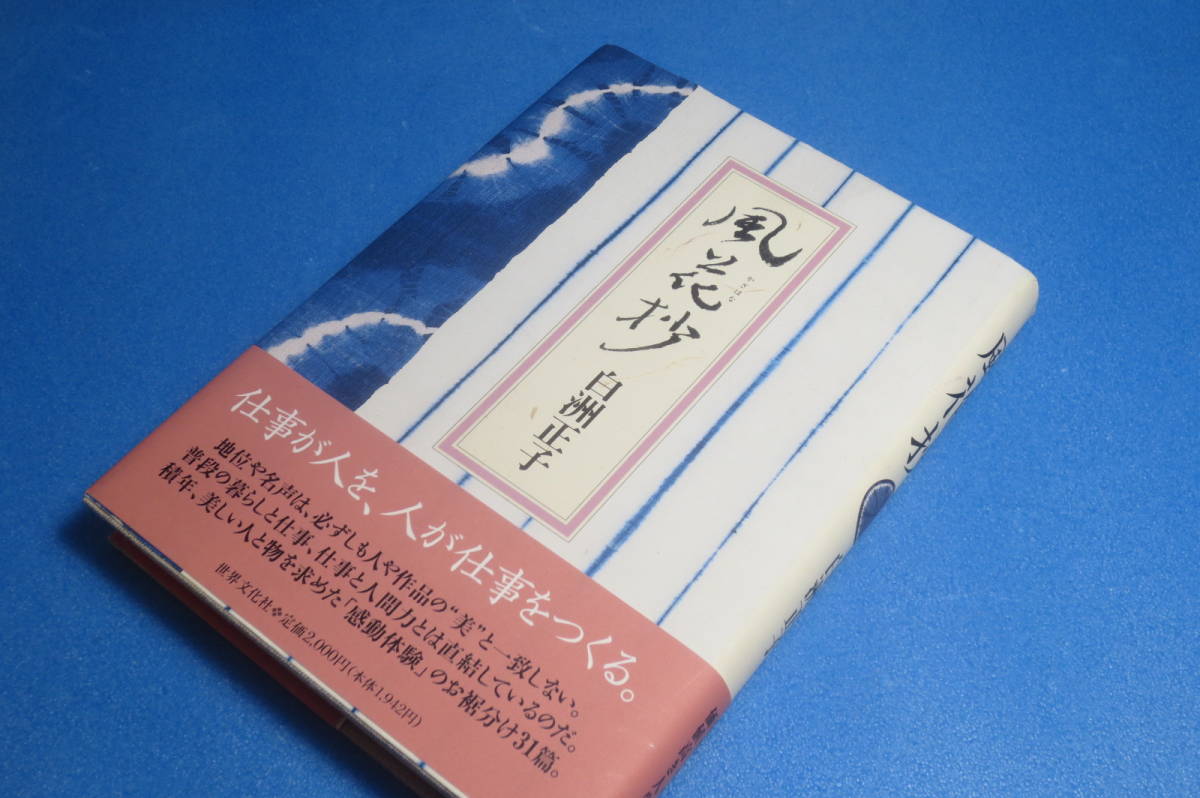 風花抄
かざはな
白洲正子
仕事が人を、人が仕事をつくる。
地位や名声は、必ずしも人や作品の“美”と一致しない。
普段の暮らしと仕事、仕事と人間力とは直結しているのだ。
積年、美しい人と物を求めた「感動体験」のお裾分け31篇。
世界文化社❖定価2,000円(本体1,942円)
風花抄